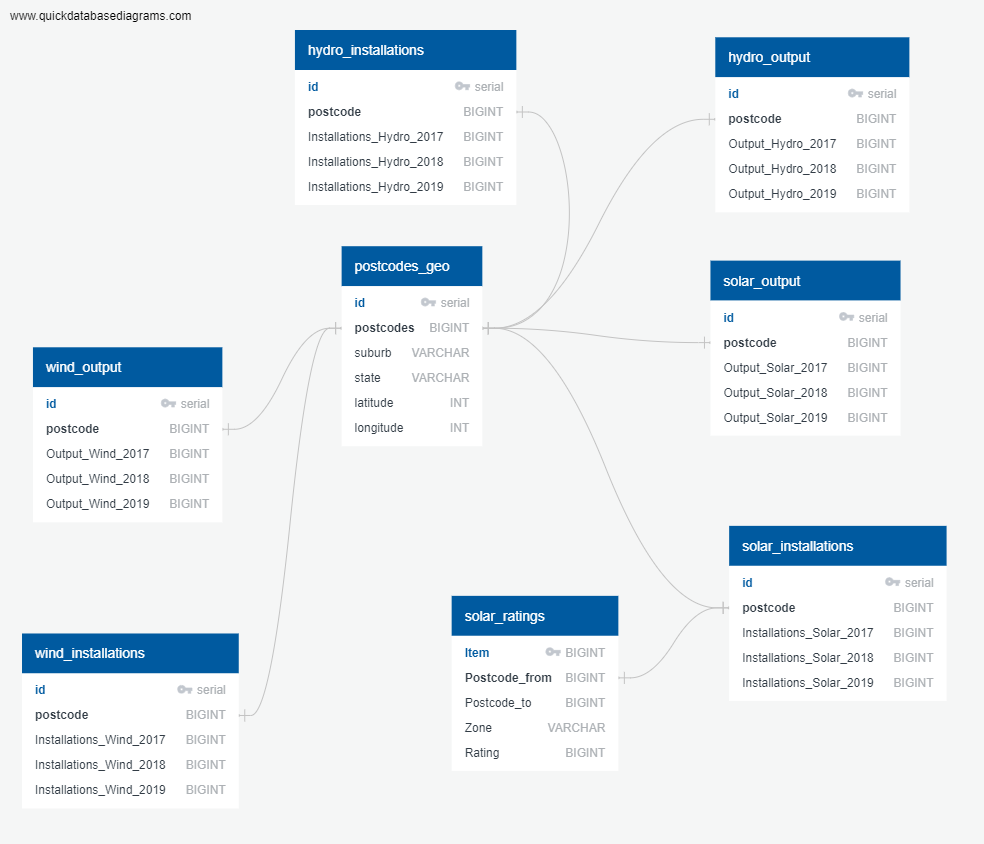 www.quickdatabasediagrams.com
hydro_installations
id serial
postcode BIGINT
Installations_Hydro_2017 BIGINT
Installations_Hydro_2018 BIGINT
Installations_Hydro_2019 BIGINT
hydro_output
id serial
postcode BIGINT
Output_Hydro_2017 BIGINT
Output_Hydro_2018 BIGINT
Output_Hydro_2019 BIGINT
postcodes_geo
id serial
postcodes BIGINT
suburb VARCHAR
state VARCHAR
latitude INT
longitude INT
solar_output
id serial
postcode BIGINT
Output_Solar_2017 BIGINT
Output_Solar_2018 BIGINT
Output_Solar_2019 BIGINT
wind_output
id serial
postcode BIGINT
Output_Wind_2017 BIGINT
Output_Wind_2018 BIGINT
Output_Wind_2019 BIGINT
solar_installations
id serial
postcode BIGINT
Installations_Solar_2017 BIGINT
Installations_Solar_2018 BIGINT
Installations_Solar_2019 BIGINT
solar_ratings
Item BIGINT
Postcode_from BIGINT
Postcode_to BIGINT
Zone VARCHAR
Rating BIGINT
wind_installations
id serial
postcode BIGINT
Installations_Wind_2017 BIGINT
Installations_Wind_2018 BIGINT
Installations_Wind_2019 BIGINT